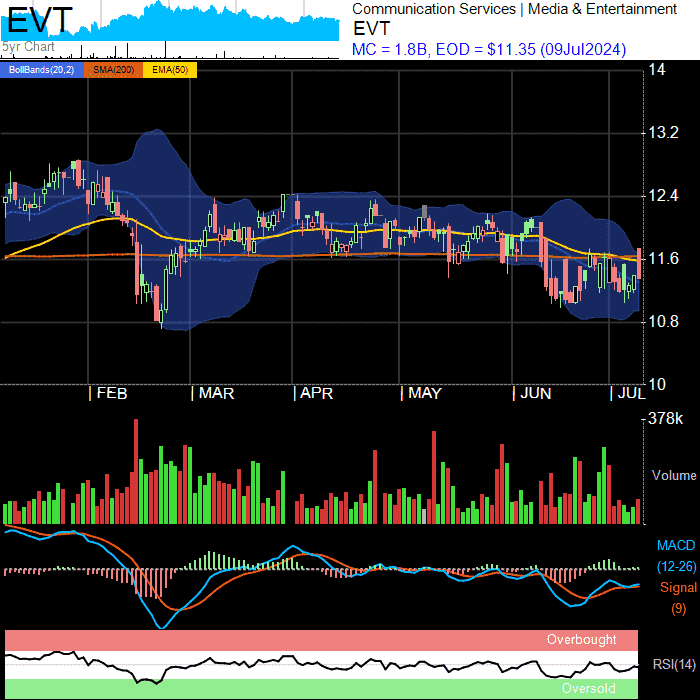 EVT
5yr Chart
Communication Services | Media & Entertainment
EVT
MC = 1.8B, EOD = $11.35 (09Jul2024)
BollBands(20,2) SMA(200) EMA(50)
14
13.2
12.4
11.6
10.8
10
| FEB | MAR | APR | MAY | JUN | JUL
378k
Volume
MACD
(12-26)
Signal
(9)
Overbought
RSI(14)
Oversold